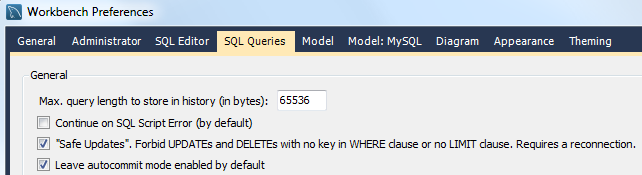 Workbench Preferences
General Administrator SQL Editor SQL Queries Model Model: MySQL Diagram Appearance Theming
General
Max. query length to store in history (in bytes): 65536
Continue on SQL Script Error (by default)
"Safe Updates". Forbid UPDATEs and DELETEs with no key in WHERE clause or no LIMIT clause. Requires a reconnection.
Leave autocommit mode enabled by default